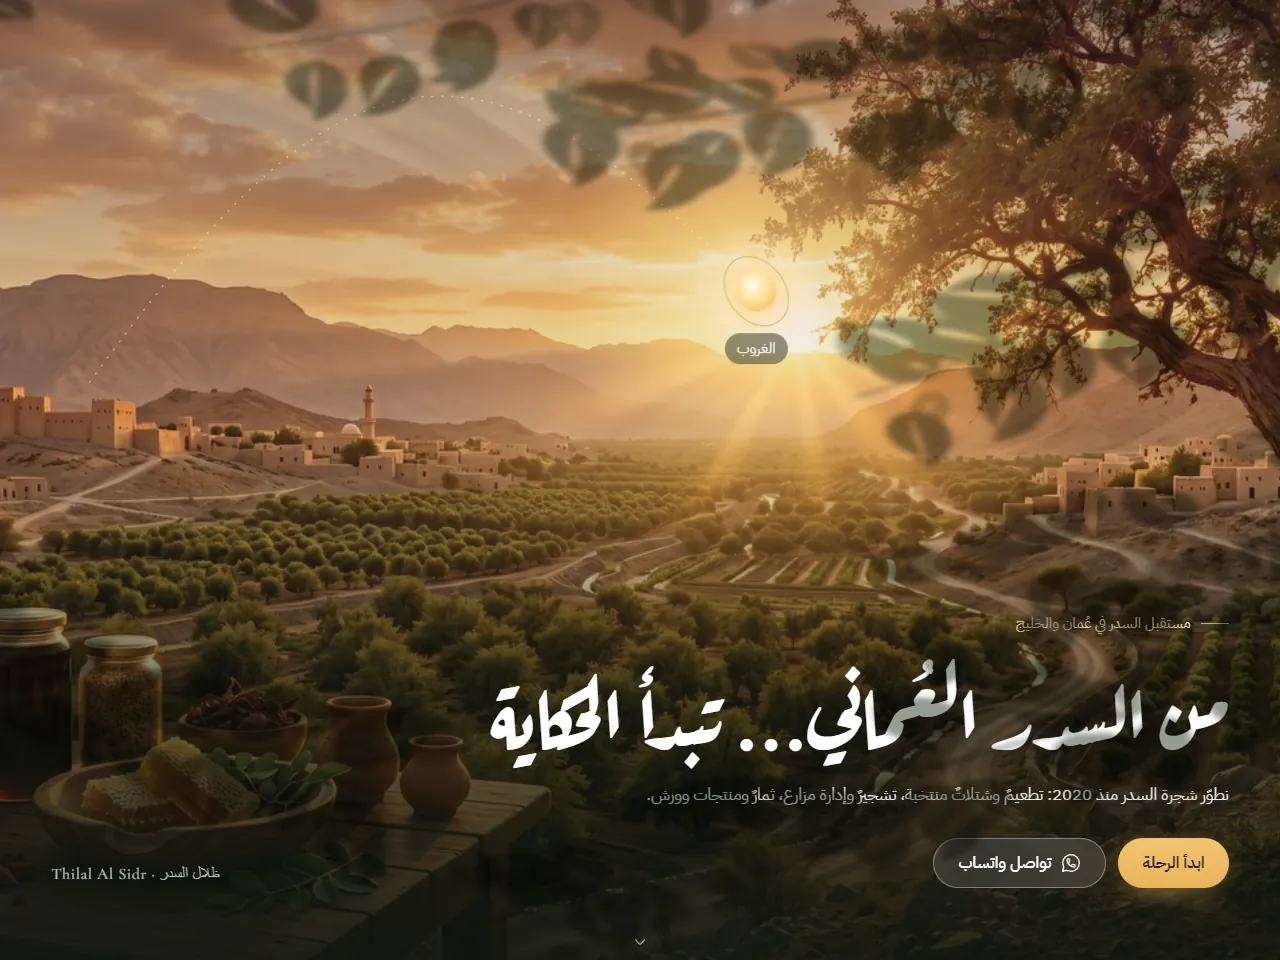 الغروب
مستقبل السدر في عُمان والخليج
من السدر العُماني... تبدأ الحكاية
نطوّر شجرة السدر منذ 2020: تطعيمٌ وشتلاتٌ منتخبة، تشجيرٌ وإدارة مزارع، ثمارٌ ومنتجات وورش.
ابدأ الرحلة
تواصل واتساب
ظلال السدر · Thilal Al Sidr